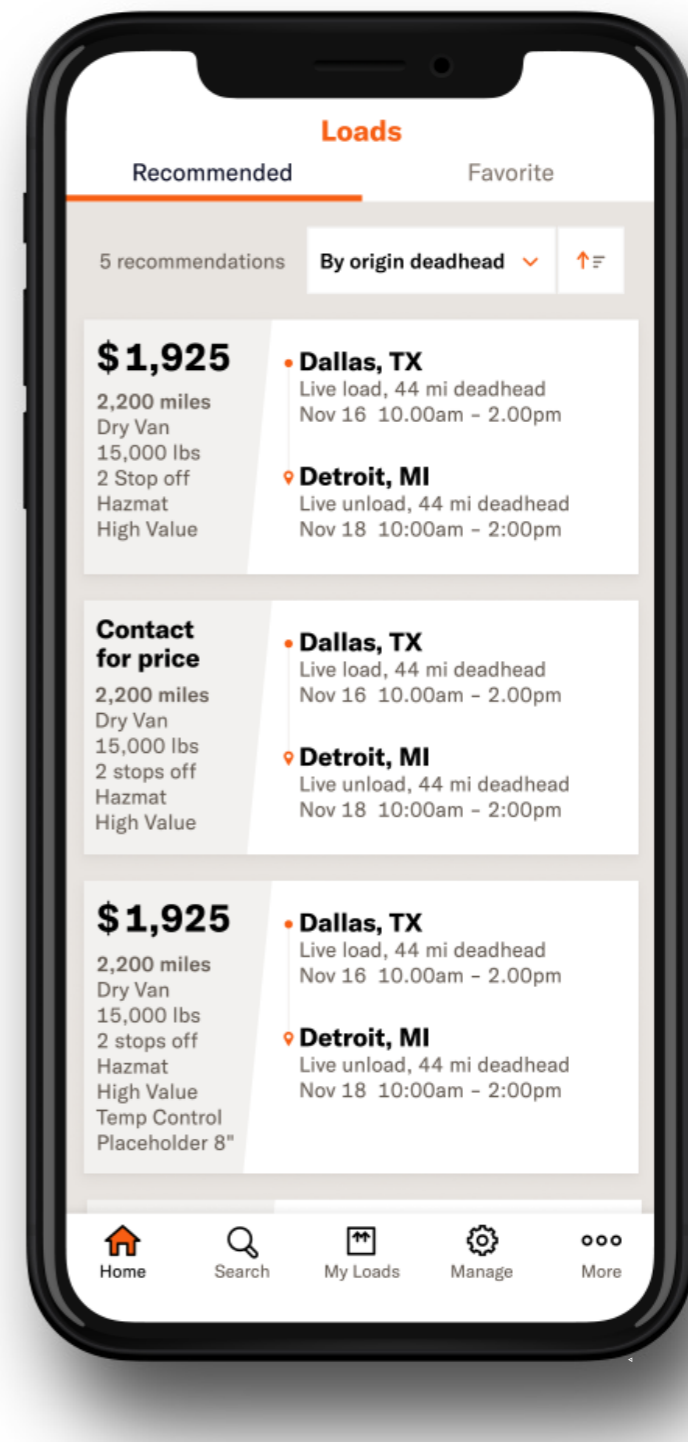 Loads
Recommended
Favorite
5 recommendations
By origin deadhead
$1,925
2,200 miles
Dry Van
15,000 lbs
2 Stop off
Hazmat
High Value
Dallas, TX
Live load, 44 mi deadhead
Nov 16 10.00am – 2.00pm
Detroit, MI
Live unload, 44 mi deadhead
Nov 18 10:00am – 2:00pm
Contact
for price
2,200 miles
Dry Van
15,000 lbs
2 stops off
Hazmat
High Value
Dallas, TX
Live load, 44 mi deadhead
Nov 16 10.00am – 2.00pm
Detroit, MI
Live unload, 44 mi deadhead
Nov 18 10:00am – 2:00pm
$1,925
2,200 miles
Dry Van
15,000 lbs
2 stops off
Hazmat
High Value
Temp Control
Placeholder 8"
Dallas, TX
Live load, 44 mi deadhead
Nov 16 10.00am – 2.00pm
Detroit, MI
Live unload, 44 mi deadhead
Nov 18 10:00am – 2:00pm
Home
Search
My Loads
Manage
More